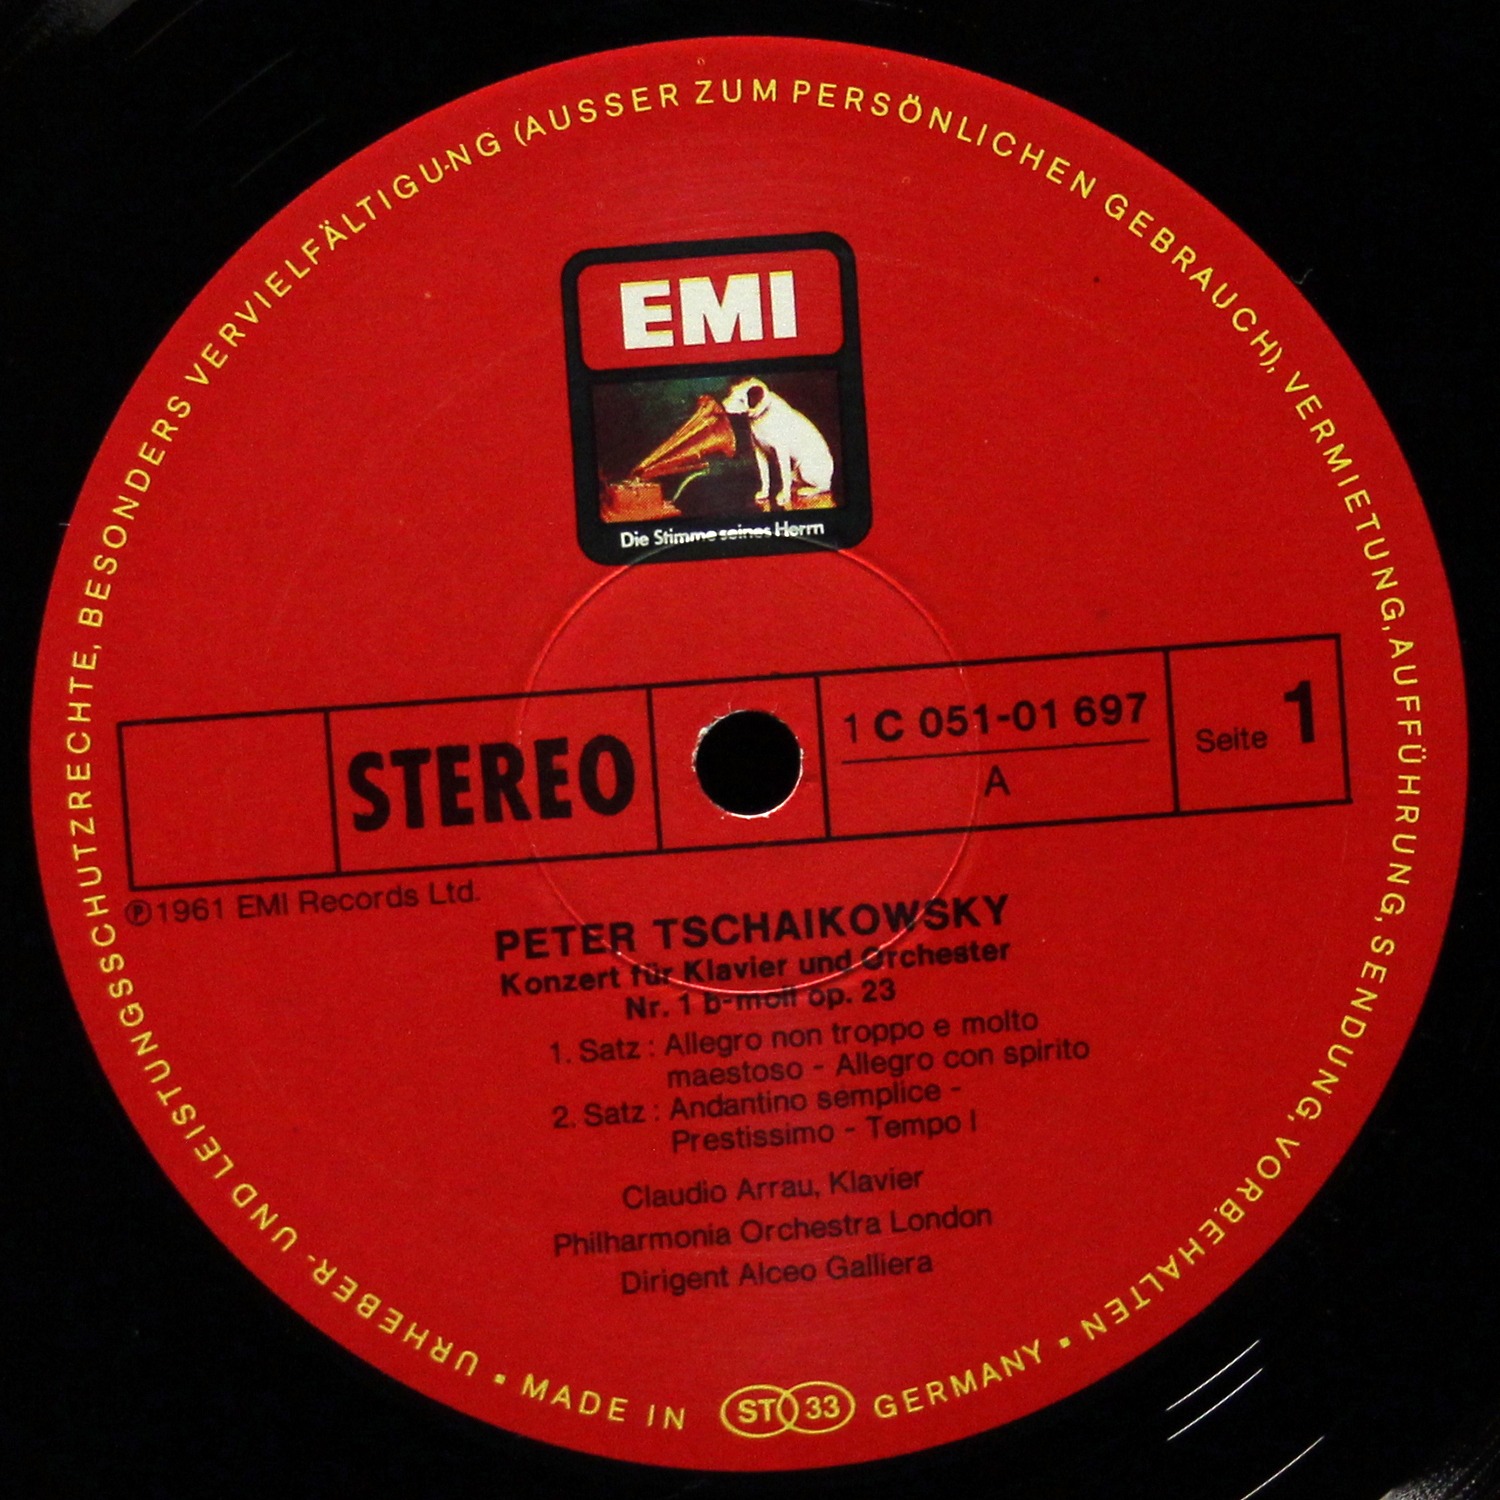 URHEBER- UND LEISTUNGSSCHUTZRECHTE, BESONDERS VERVIELFÄLTIGUNG (AUSSER ZUM PERSÖNLICHEN GEBRAUCH), VERMIETUNG, AUFFÜHRUNG, SENDUNG, VORBEHALTEN
EMI
Die Stimme seines Herrn
STEREO
1 C 051-01 697
A
Seite 1
℗1961 EMI Records Ltd.
PETER TSCHAIKOWSKY
Konzert für Klavier und Orchester
Nr. 1 b-moll op. 23
1. Satz : Allegro non troppo e molto
maestoso - Allegro con spirito
2. Satz : Andantino semplice -
Prestissimo - Tempo I
Claudio Arrau, Klavier
Philharmonia Orchestra London
Dirigent Alceo Galliera
▪ MADE IN ST 33 GERMANY ▪